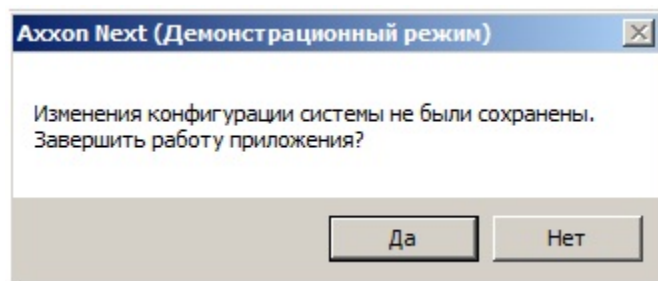 Axxon Next (Демонстрационный режим)
Изменения конфигурации системы не были сохранены.
Завершить работу приложения?
Да
Нет